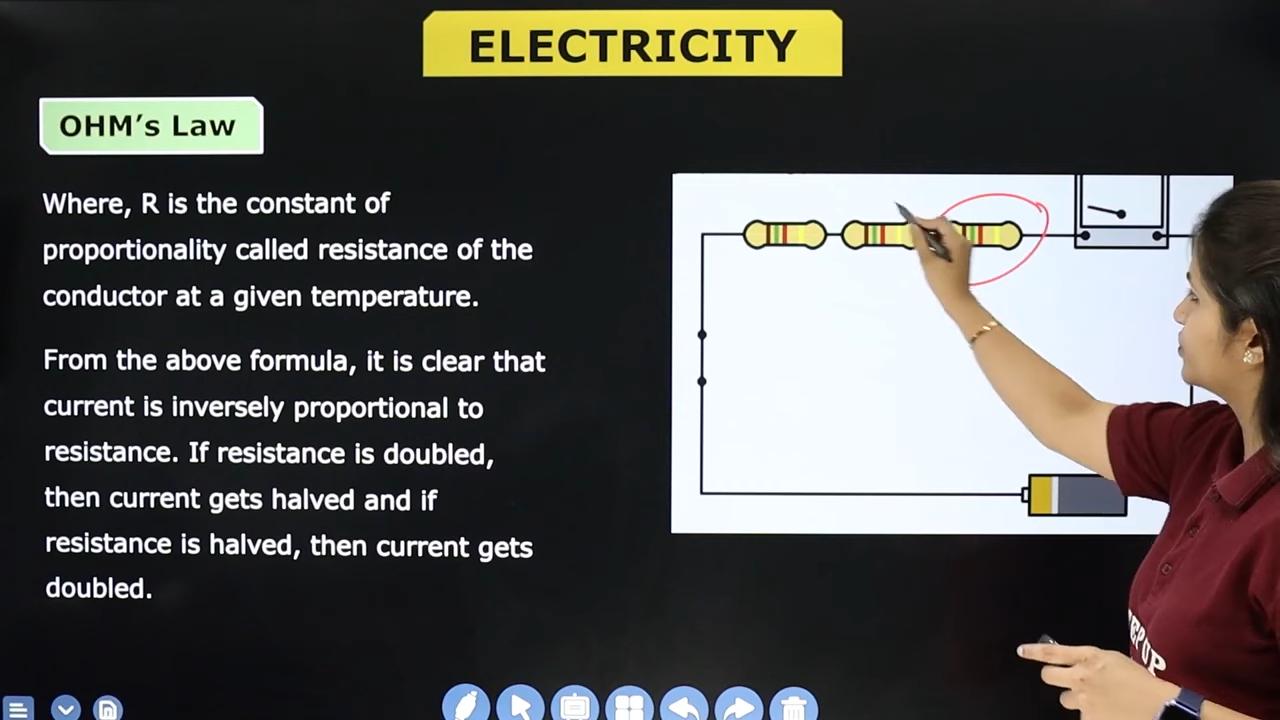 ELECTRICITY
OHM's Law
Where, R is the constant of
proportionality called resistance of the
conductor at a given temperature.
From the above formula, it is clear that
current is inversely proportional to
resistance. If resistance is doubled,
then current gets halved and if
resistance is halved, then current gets
doubled.